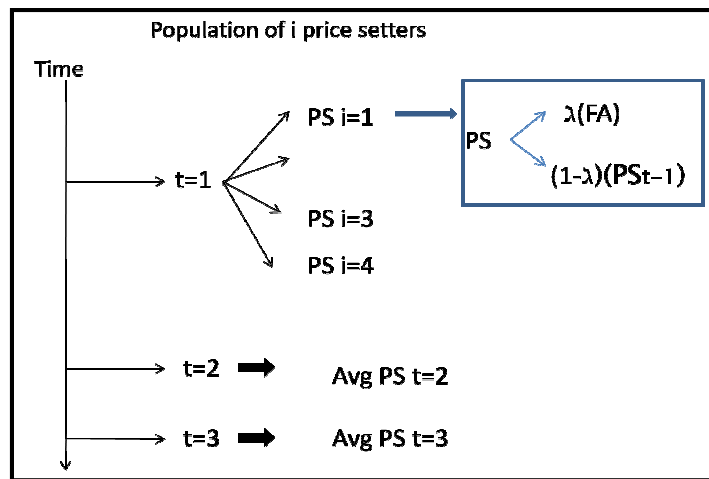 Population of i price setters
Time
PS i=1
PS
λ(FA)
(1-λ)(PSt-1)
t=1
PS i=3
PS i=4
t=2
Avg PS t=2
t=3
Avg PS t=3